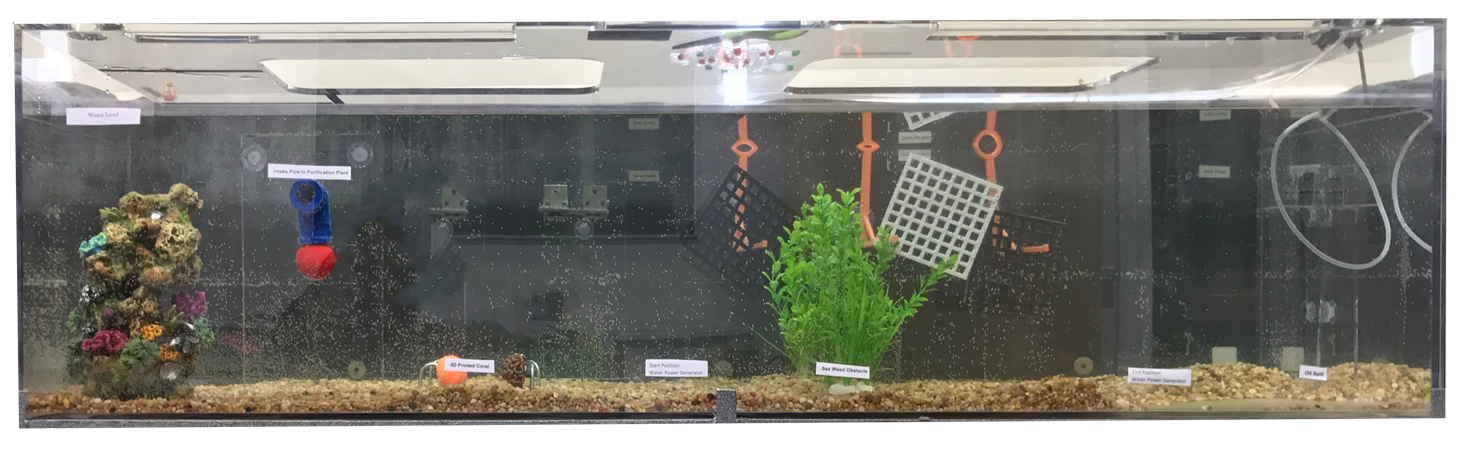 Water Level
Intake Pipe to Purification Plant
3D Printed Coral
Start Position:
Water Power Generator
Sea Weed Obstacle
End Position:
Water Power Generator
Oil Spill